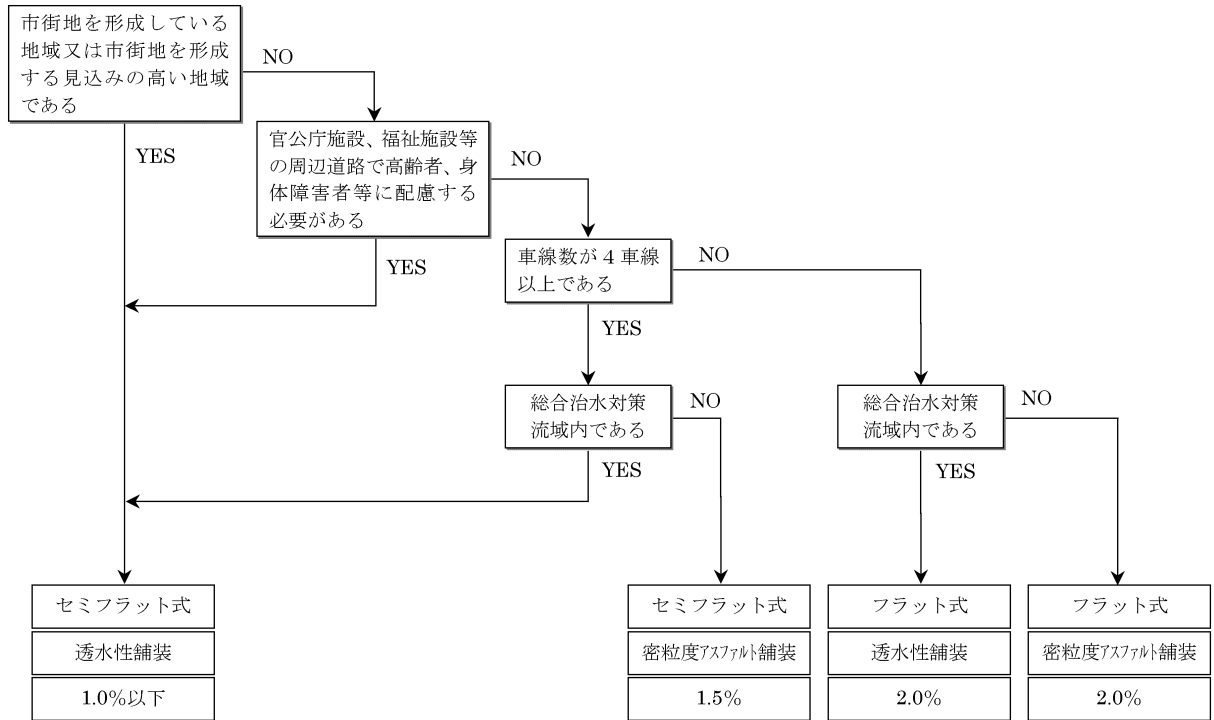 市街地を形成している
地域又は市街地を形成
する見込みの高い地域
である
NO
YES
官公庁施設、福祉施設等
の周辺道路で高齢者、身
体障害者等に配慮する
必要がある
NO
YES
車線数が4車線
以上である
NO
YES
総合治水対策
流域内である
NO
YES
総合治水対策
流域内である
NO
YES
セミフラット式
透水性舗装
1.0%以下
セミフラット式
密粒度アスファルト舗装
1.5%
フラット式
透水性舗装
2.0%
フラット式
密粒度アスファルト舗装
2.0%